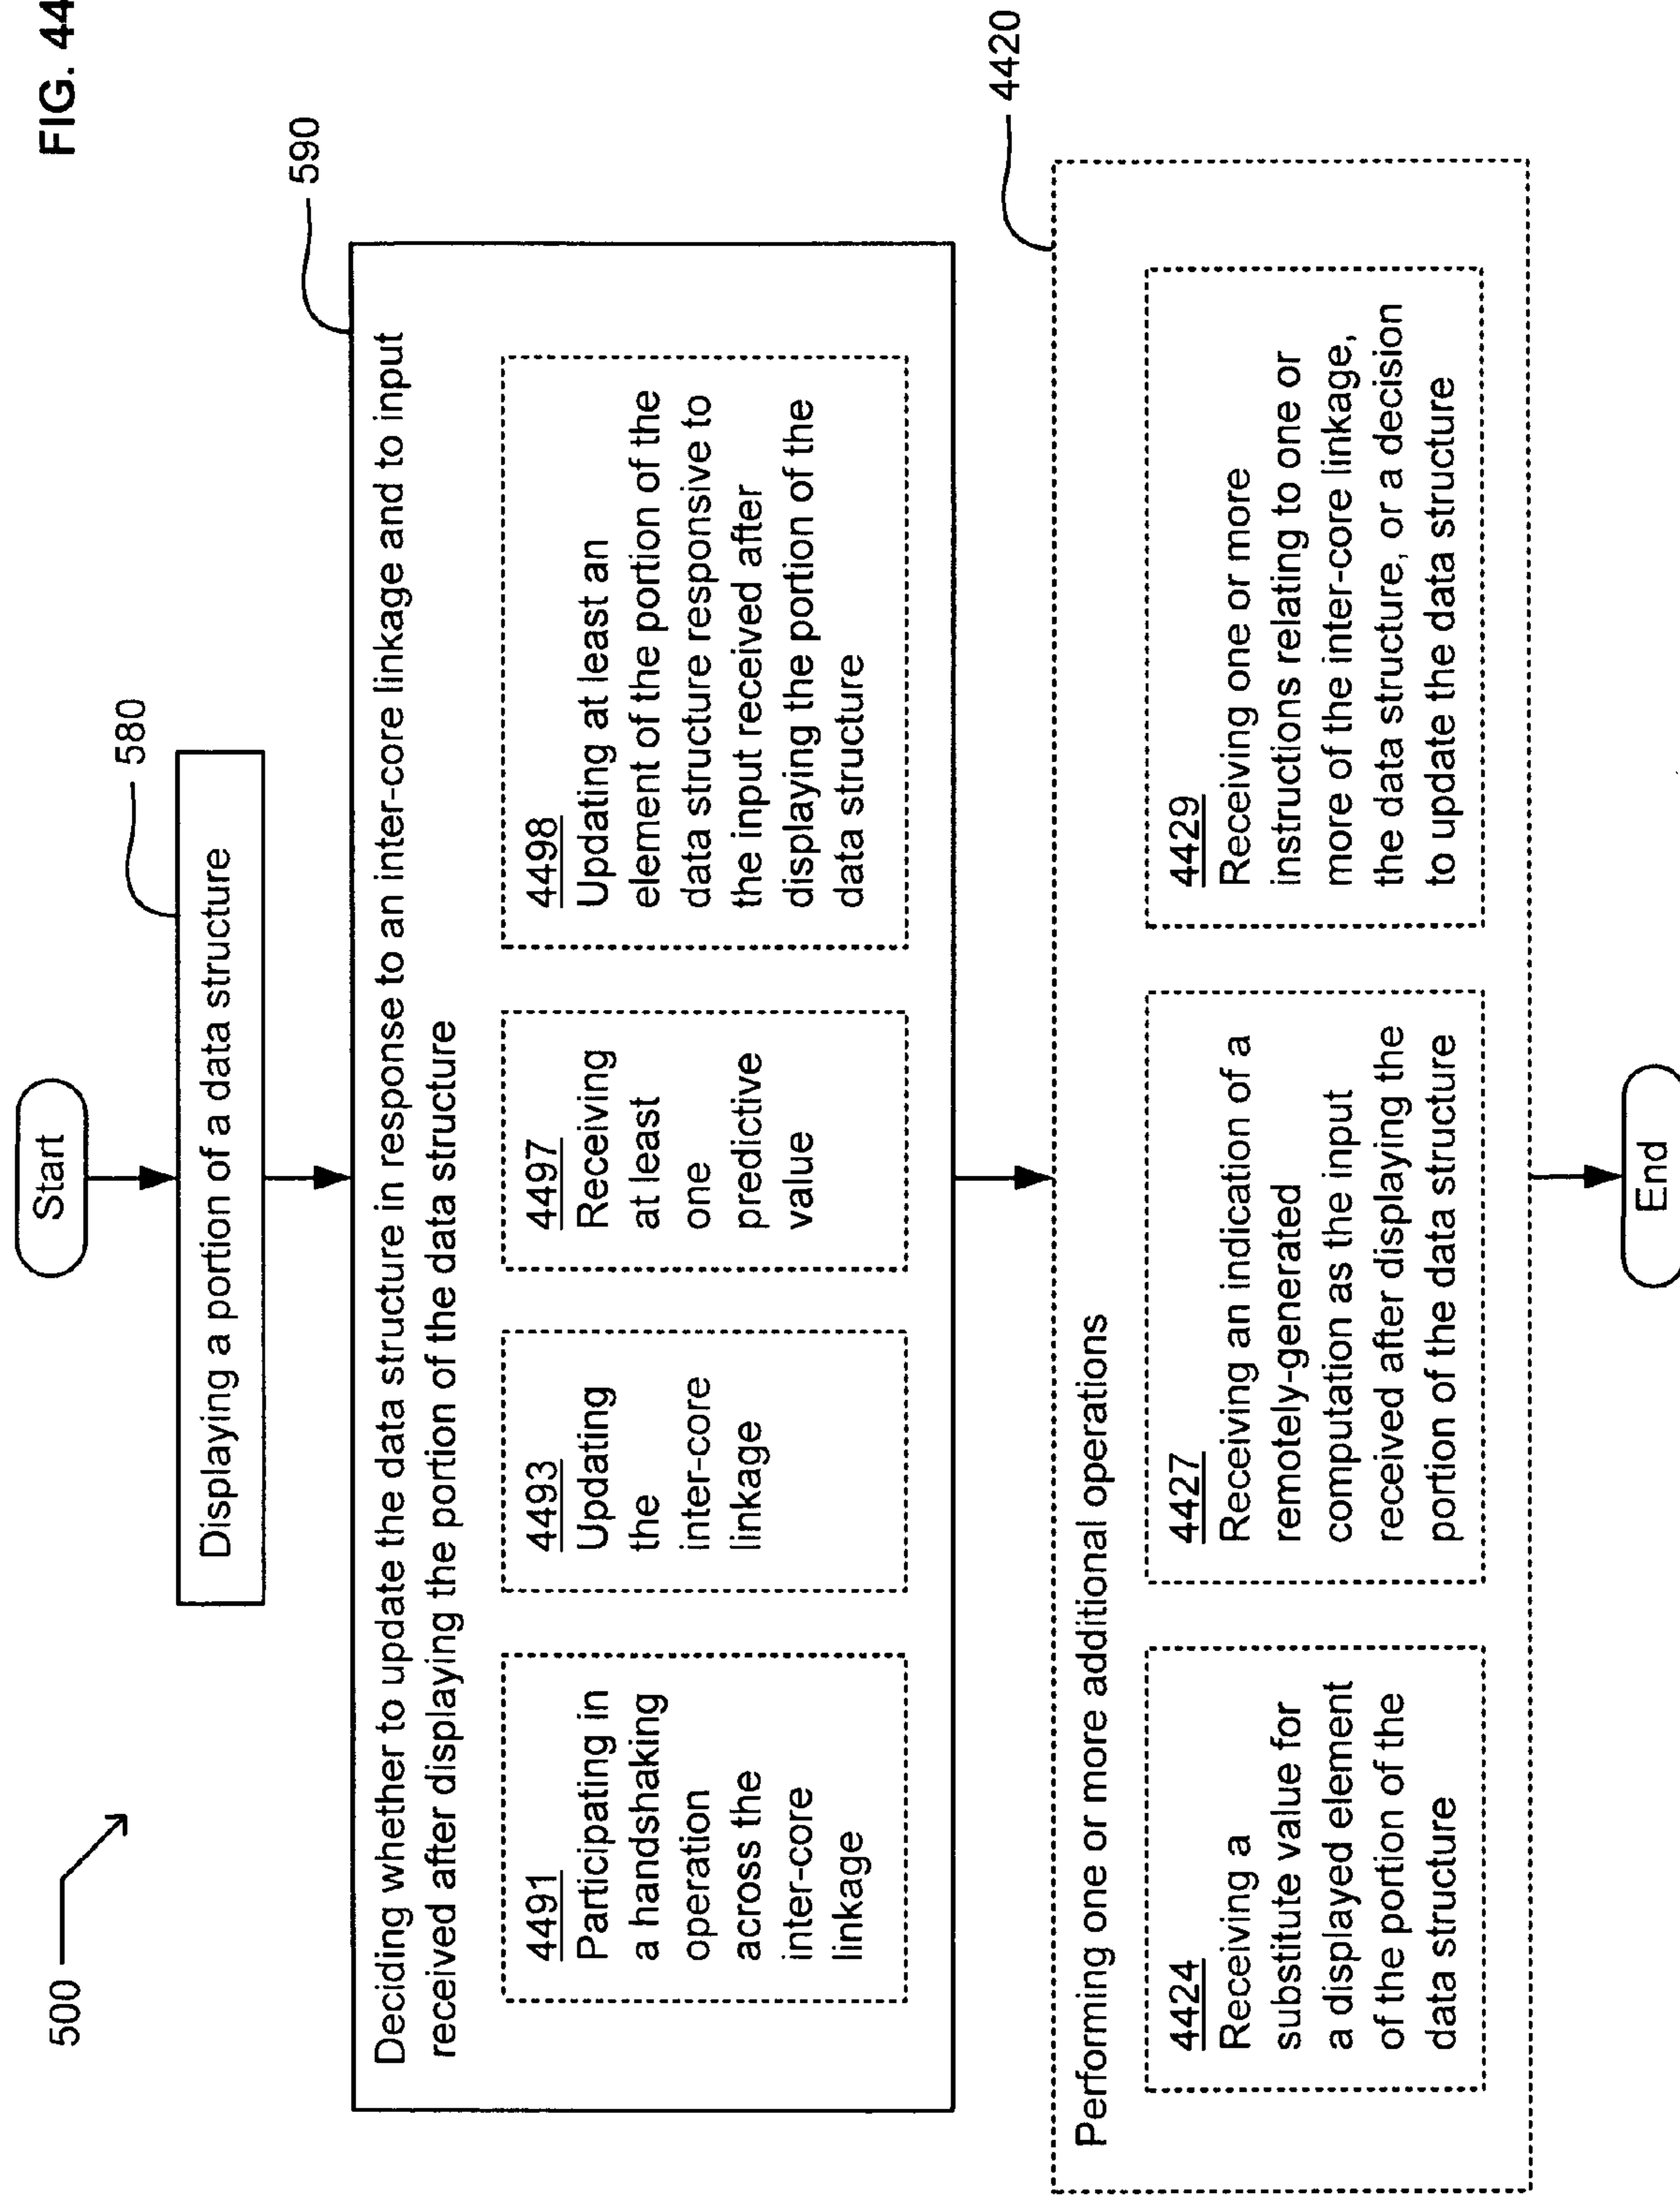 FIG. 44
500
Start
580
Displaying a portion of a data structure
590
Deciding whether to update the data structure in response to an inter-core linkage and to input
received after displaying the portion of the data structure
4491
Participating in
a handshaking
operation
across the
inter-core
linkage
4493
Updating
the
inter-core
linkage
4497
Receiving
at least
one
predictive
value
4498
Updating at least an
element of the portion of the
data structure responsive to
the input received after
displaying the portion of the
data structure
4420
Performing one or more additional operations
4424
Receiving a
substitute value for
a displayed element
of the portion of the
data structure
4427
Receiving an indication of a
remotely-generated
computation as the input
received after displaying the
portion of the data structure
4429
Receiving one or more
instructions relating to one or
more of the inter-core linkage,
the data structure, or a decision
to update the data structure
End